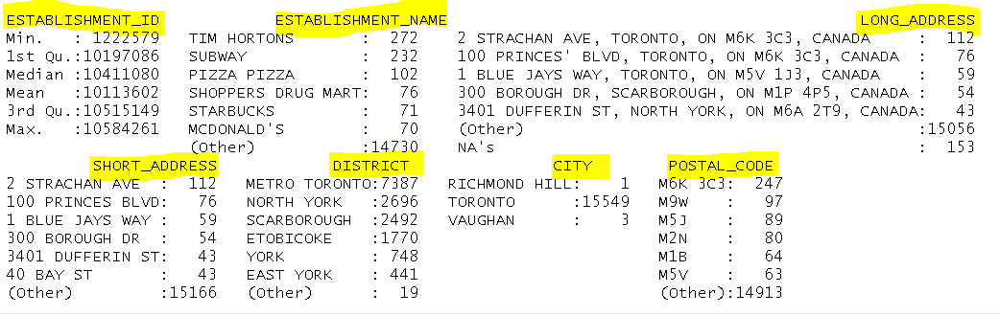 ESTABLISHMENT_ID ESTABLISHMENT_NAME LONG_ADDRESS
Min. : 1222579 TIM HORTONS : 272 2 STRACHAN AVE, TORONTO, ON M6K 3C3, CANADA : 112
1st Qu.:10197086 SUBWAY : 232 100 PRINCES' BLVD, TORONTO, ON M6K 3C3, CANADA : 76
Median :10411080 PIZZA PIZZA : 102 1 BLUE JAYS WAY, TORONTO, ON M5V 1J3, CANADA : 59
Mean :10113602 SHOPPERS DRUG MART: 76 300 BOROUGH DR, SCARBOROUGH, ON M1P 4P5, CANADA : 54
3rd Qu.:10515149 STARBUCKS : 71 3401 DUFFERIN ST, NORTH YORK, ON M6A 2T9, CANADA: 43
Max. :10584261 MCDONALD'S : 70 (Other) :15056
(Other) :14730 NA's : 153
SHORT_ADDRESS DISTRICT CITY POSTAL_CODE
2 STRACHAN AVE : 112 METRO TORONTO:7387 RICHMOND HILL: 1 M6K 3C3: 247
100 PRINCES BLVD: 76 NORTH YORK :2696 TORONTO :15549 M9W : 97
1 BLUE JAYS WAY : 59 SCARBOROUGH :2492 VAUGHAN : 3 M5J : 89
300 BOROUGH DR : 54 ETOBICOKE :1770 M2N : 80
3401 DUFFERIN ST: 43 YORK : 748 M1B : 64
40 BAY ST : 43 EAST YORK : 441 M5V : 63
(Other) :15166 (Other) : 19 (Other):14913